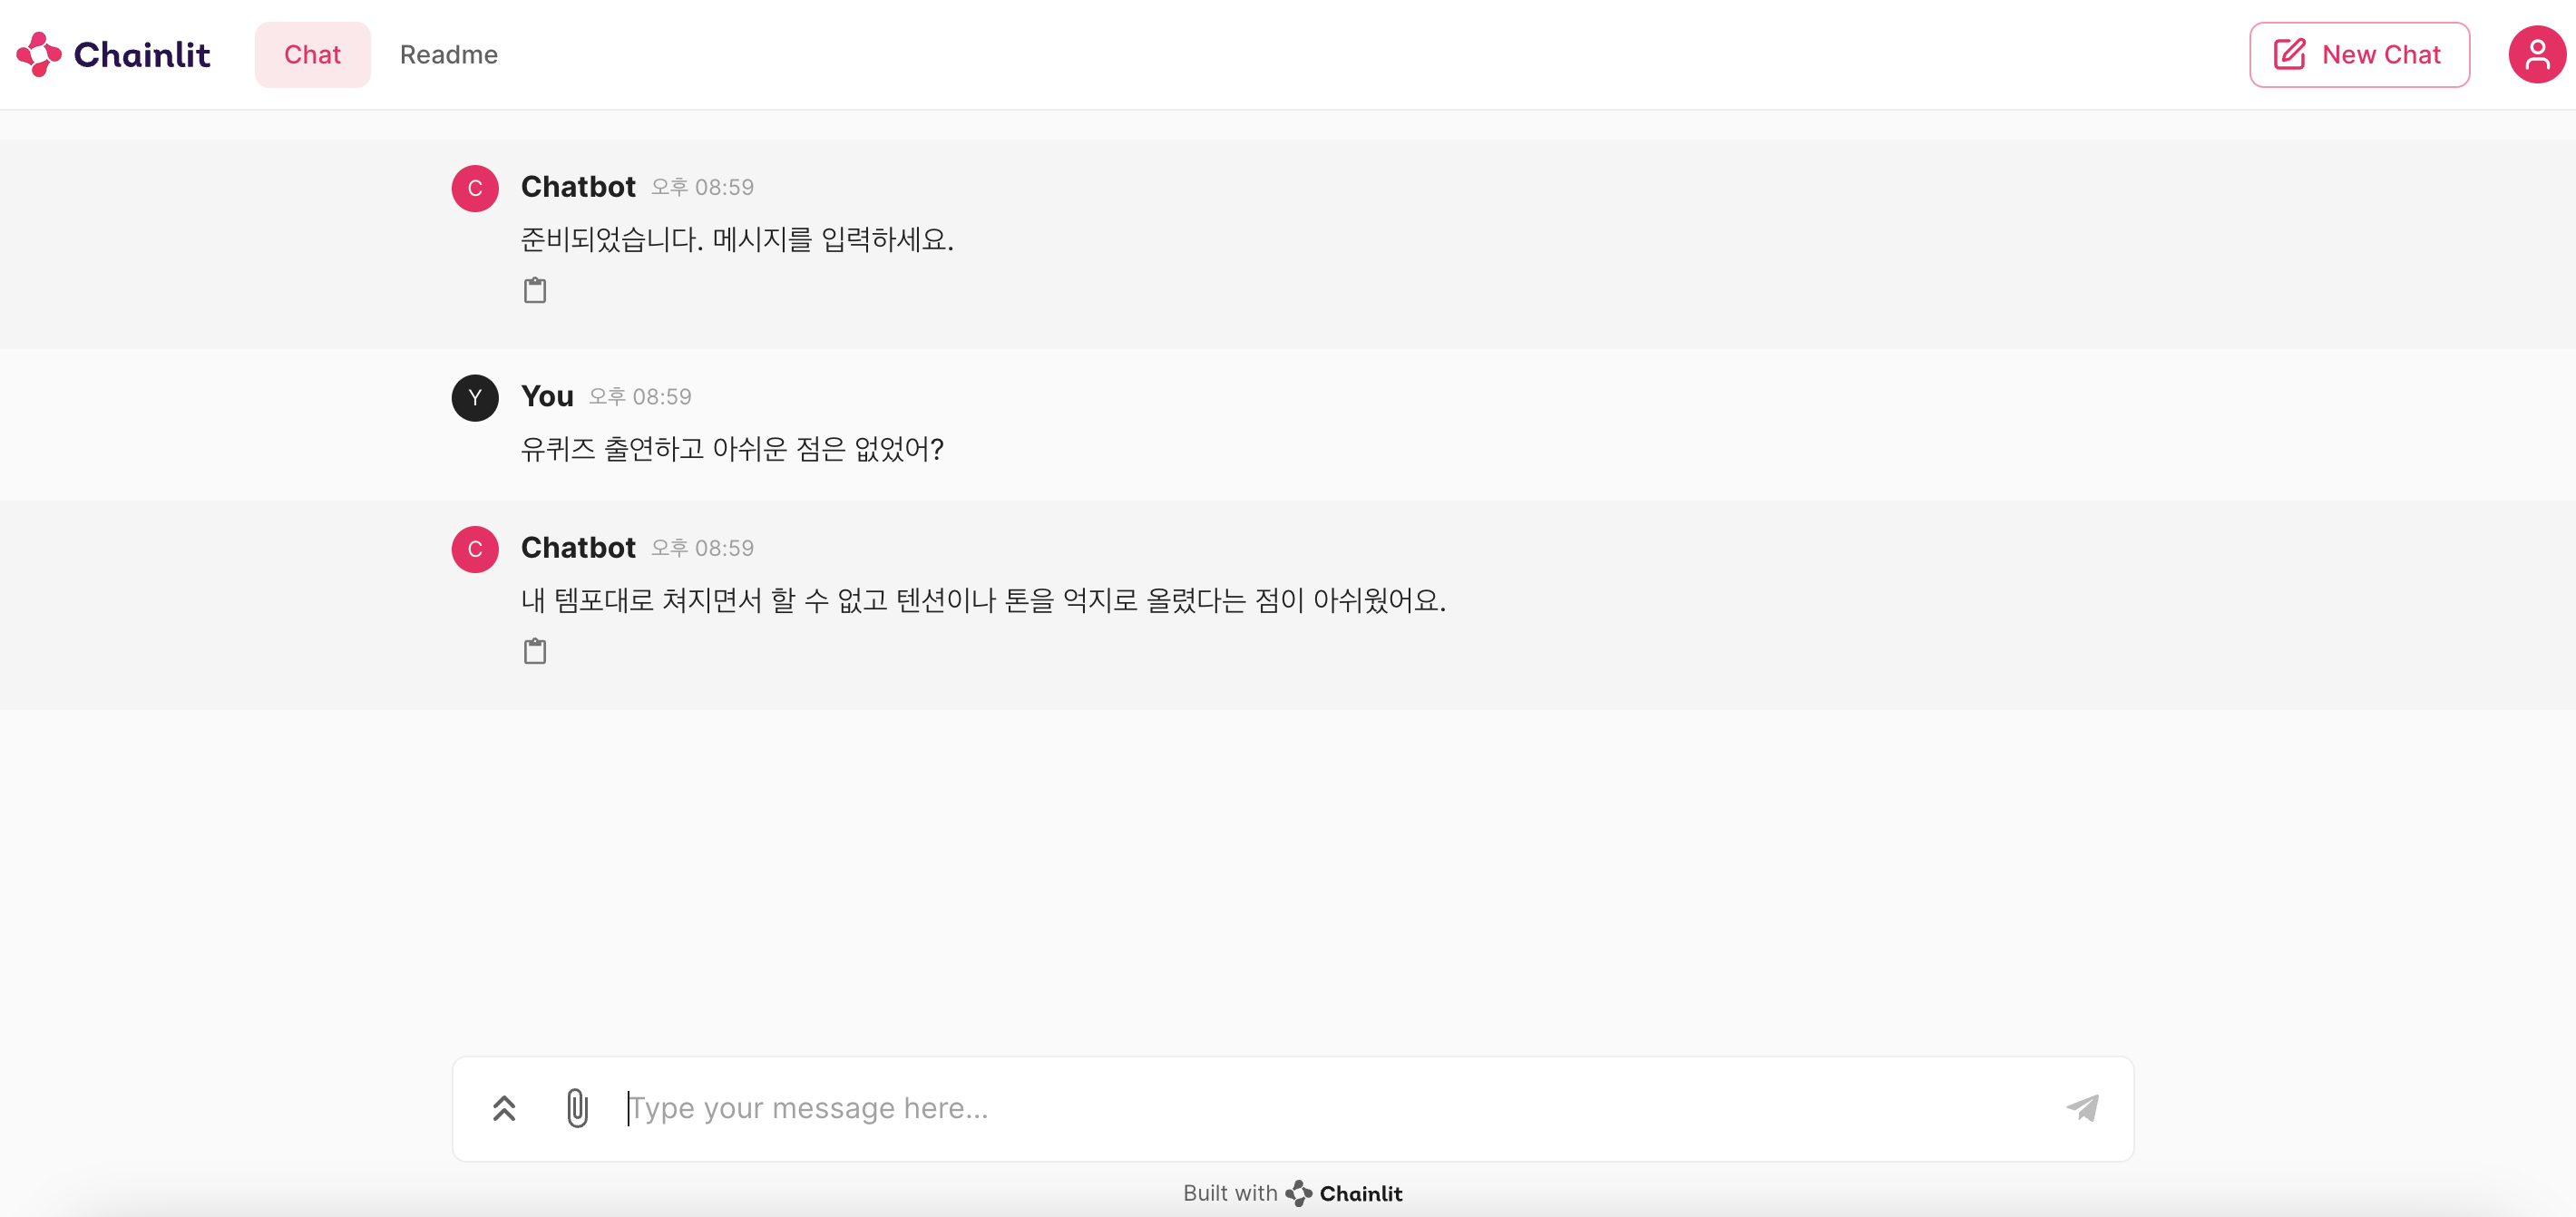 Chainlit
Chat
Readme
New Chat
C
Chatbot 오후 08:59
준비되었습니다. 메시지를 입력하세요.
Y
You 오후 08:59
유퀴즈 출연하고 아쉬운 점은 없었어?
C
Chatbot 오후 08:59
내 템포대로 쳐지면서 할 수 없고 텐션이나 톤을 억지로 올렸다는 점이 아쉬웠어요.
Type your message here...
Built with Chainlit